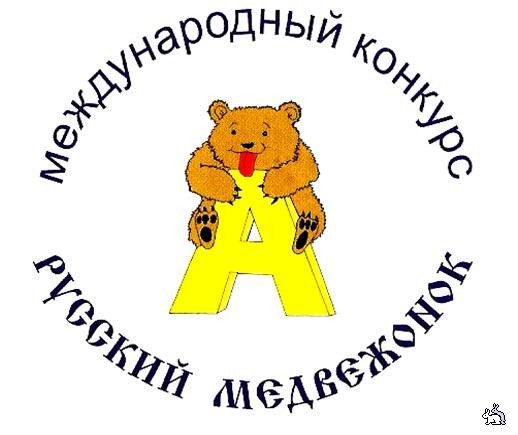 международный конкурс
А
РУССКИЙ МЕДВЕЖОНОК